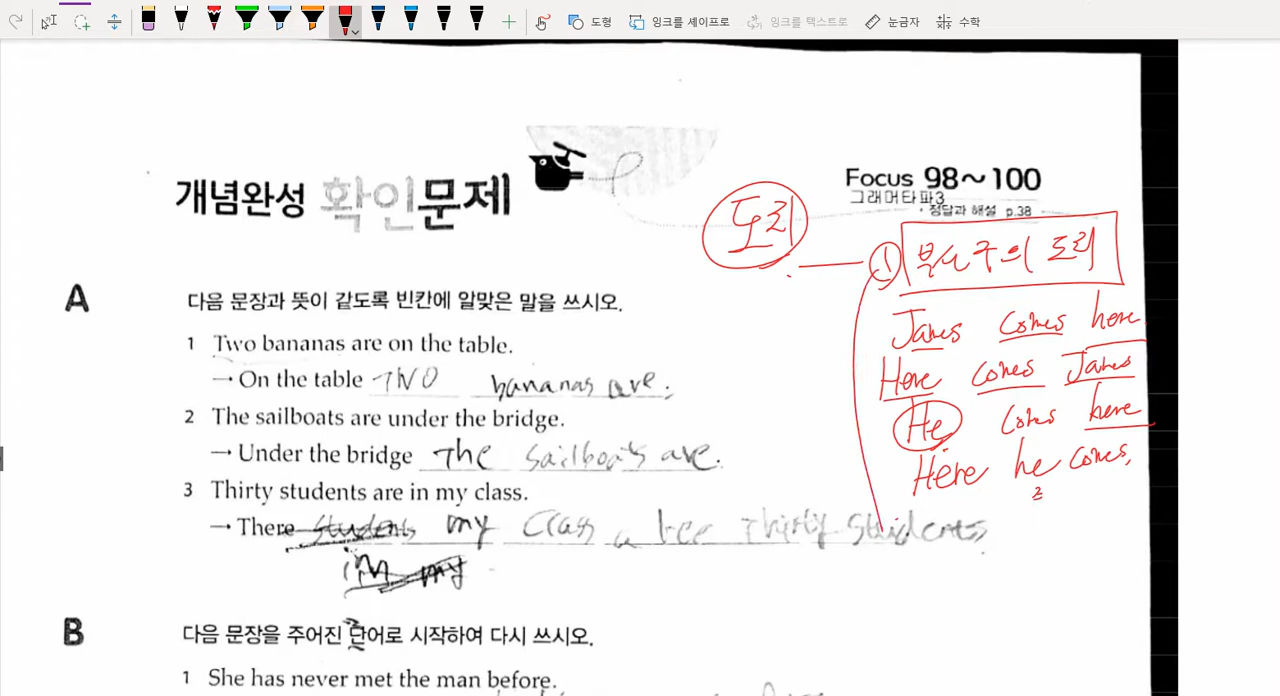 도형 잉크를 셰이프로 잉크를 텍스트로 눈금자 수학
개념완성 확인문제
Focus 98~100
그래머타파3
정답과 해설 p.38
도치
① 부사구의 도치
James comes here
Here comes James
He comes here
Here he comes.
A 다음 문장과 뜻이 같도록 빈칸에 알맞은 말을 쓰시오.
1 Two bananas are on the table.
→ On the table TWO bananas are.
2 The sailboats are under the bridge.
→ Under the bridge The sailboats are.
3 Thirty students are in my class.
→ There students my class Thirty students
in my
B 다음 문장을 주어진 단어로 시작하여 다시 쓰시오.
1 She has never met the man before.